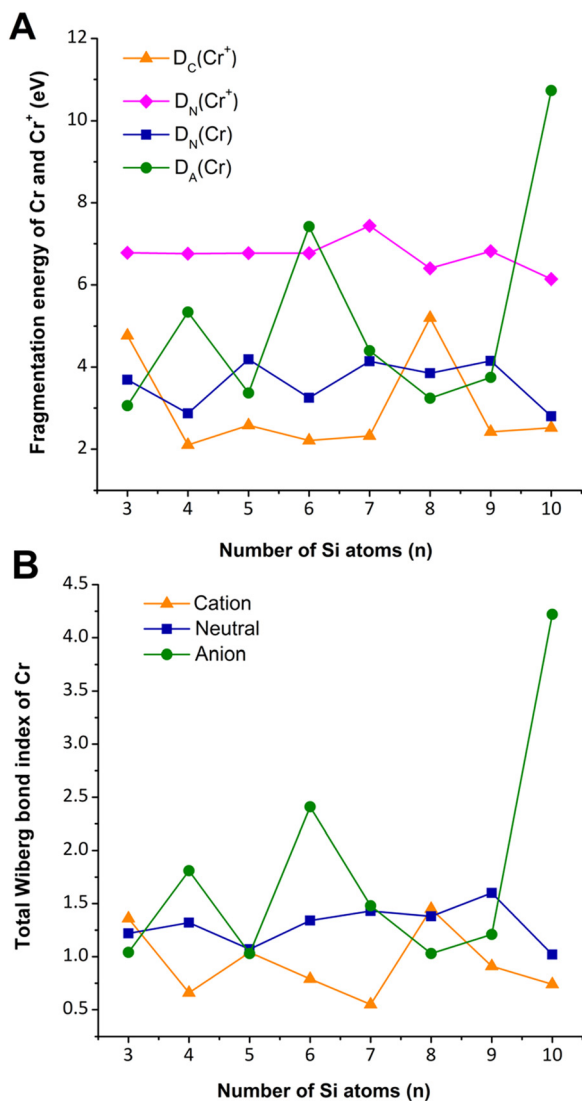 A
Fragmentation energy of Cr and Cr⁺ (eV)
12
10
8
6
4
2
D_C(Cr⁺)
D_N(Cr⁺)
D_N(Cr)
D_A(Cr)
3 4 5 6 7 8 9 10
Number of Si atoms (n)
B
Total Wiberg bond index of Cr
4.5
4.0
3.5
3.0
2.5
2.0
1.5
1.0
0.5
Cation
Neutral
Anion
3 4 5 6 7 8 9 10
Number of Si atoms (n)